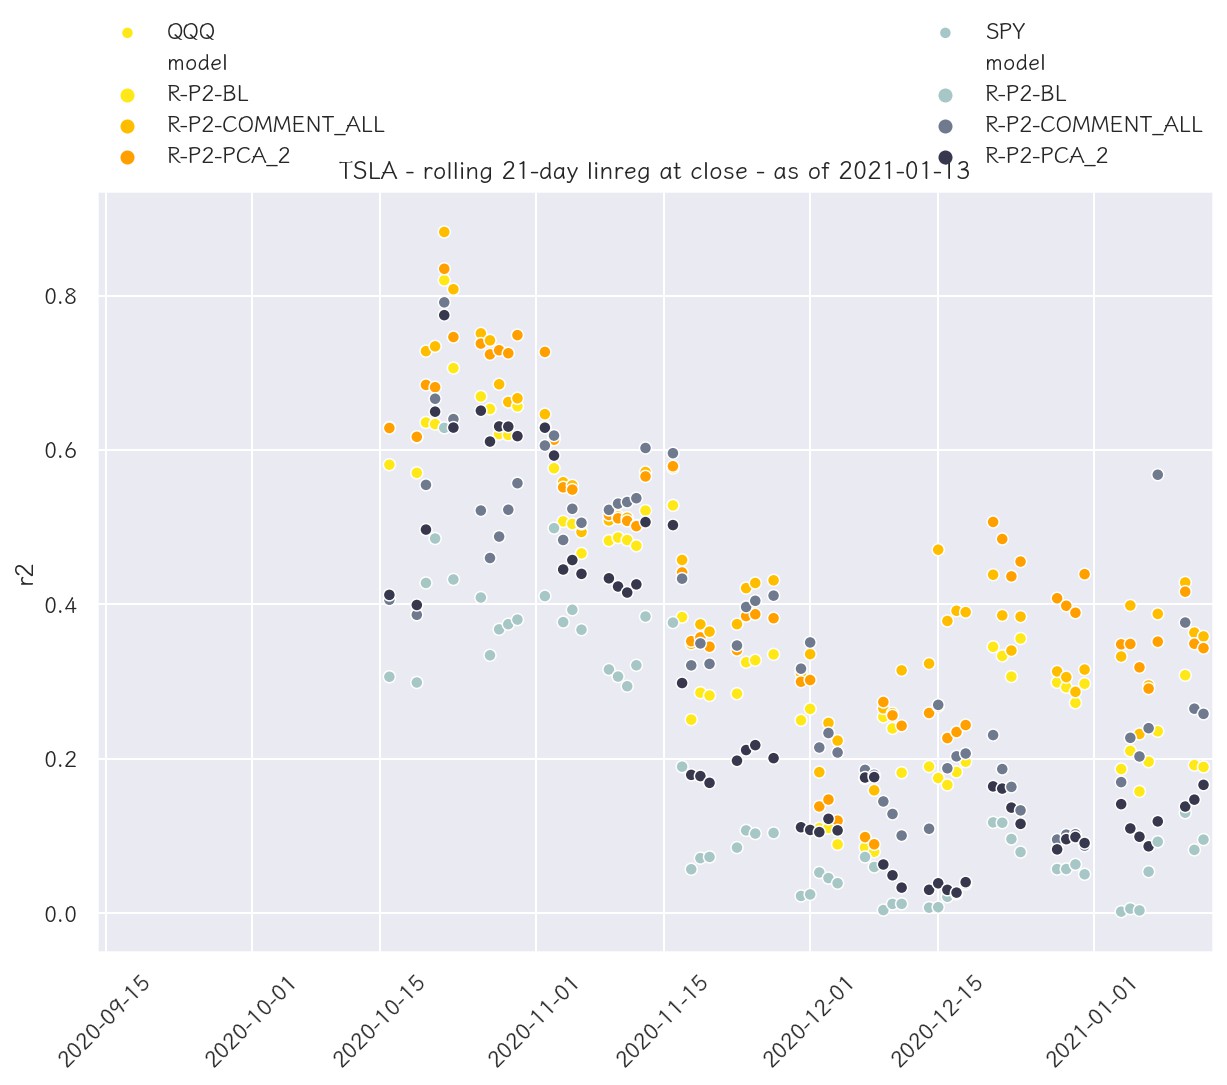 QQQ
model
R-P2-BL
R-P2-COMMENT_ALL
R-P2-PCA_2
SPY
model
R-P2-BL
R-P2-COMMENT_ALL
R-P2-PCA_2
TSLA - rolling 21-day linreg at close - as of 2021-01-13
r2
0.8
0.6
0.4
0.2
0.0
2020-09-15
2020-10-01
2020-10-15
2020-11-01
2020-11-15
2020-12-01
2020-12-15
2021-01-01